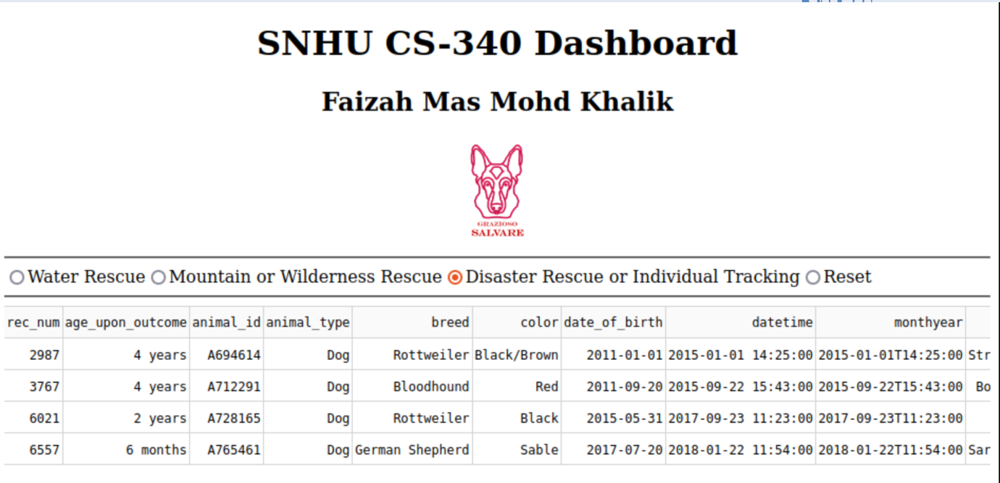 SNHU CS-340 Dashboard
Faizah Mas Mohd Khalik
GRAZIOSO
SALVARE
Water Rescue Mountain or Wilderness Rescue Disaster Rescue or Individual Tracking Reset
rec_num age_upon_outcome animal_id animal_type breed color date_of_birth datetime monthyear
2987 4 years A694614 Dog Rottweiler Black/Brown 2011-01-01 2015-01-01 14:25:00 2015-01-01T14:25:00 Str
3767 4 years A712291 Dog Bloodhound Red 2011-09-20 2015-09-22 15:43:00 2015-09-22T15:43:00 Bo
6021 2 years A728165 Dog Rottweiler Black 2015-05-31 2017-09-23 11:23:00 2017-09-23T11:23:00
6557 6 months A765461 Dog German Shepherd Sable 2017-07-20 2018-01-22 11:54:00 2018-01-22T11:54:00 Sar